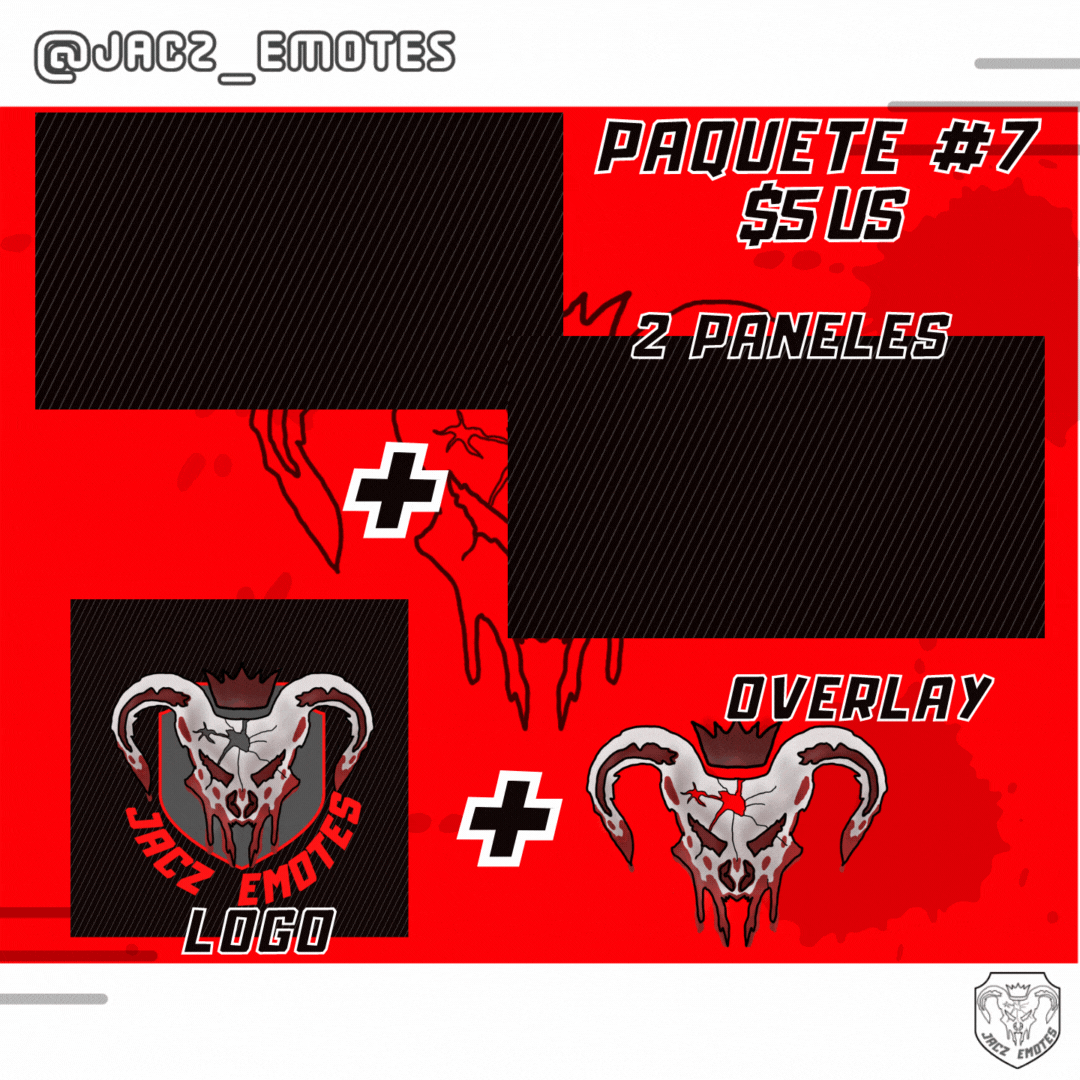 @JACZ_EMOTES
PAQUETE #7
$5 US
2 PANELES
OVERLAY
JACZ EMOTES
LOGO
JACZ EMOTES